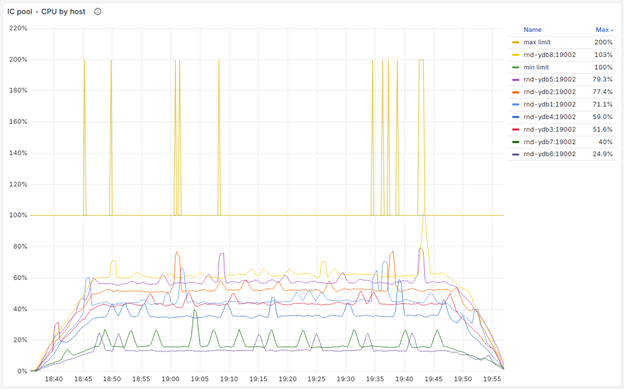 IC pool - CPU by host
220%
200%
180%
160%
140%
120%
100%
80%
60%
40%
20%
0%
18:40 18:45 18:50 18:55 19:00 19:05 19:10 19:15 19:20 19:25 19:30 19:35 19:40 19:45 19:50 19:55
Name Max
max limit 200%
rnd-ydb8:19002 103%
min limit 100%
rnd-ydb5:19002 79.3%
rnd-ydb2:19002 77.4%
rnd-ydb1:19002 71.1%
rnd-ydb4:19002 59.0%
rnd-ydb3:19002 51.6%
rnd-ydb7:19002 40%
rnd-ydb6:19002 24.9%